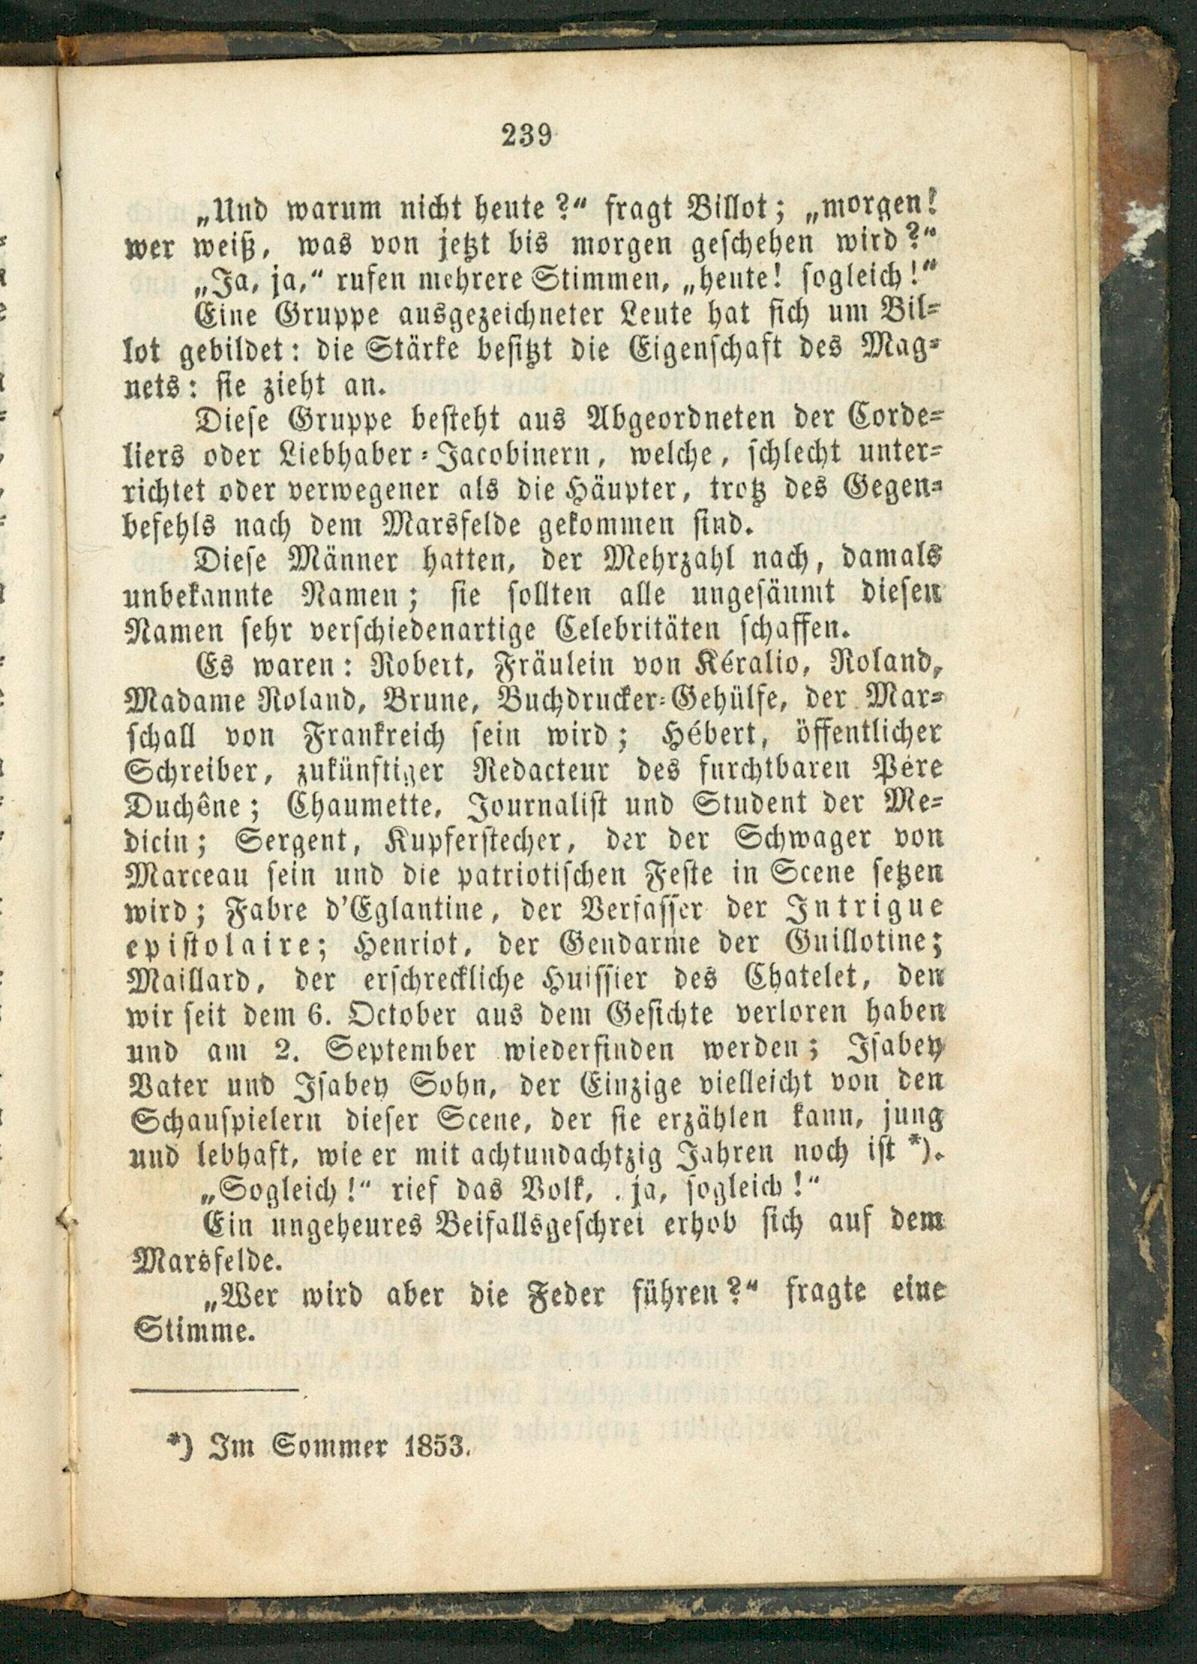 239
„Und warum nicht heute?“ fragt Billot; „morgen!
wer weiß, was von jetzt bis morgen geschehen wird?“
„Ja, ja,“ rufen mehrere Stimmen, „heute! sogleich!“
Eine Gruppe ausgezeichneter Leute hat sich um Bil-
lot gebildet: die Stärke besitzt die Eigenschaft des Mag-
nets: sie zieht an.
Diese Gruppe besteht aus Abgeordneten der Corde-
liers oder Liebhaber-Jacobinern, welche, schlecht unter-
richtet oder verwegener als die Häupter, trotz des Gegen-
befehls nach dem Marsfelde gekommen sind.
Diese Männer hatten, der Mehrzahl nach, damals
unbekannte Namen; sie sollten alle ungesäumt diesen
Namen sehr verschiedenartige Celebritäten schaffen.
Es waren: Robert, Fräulein von Kéralio, Roland,
Madame Roland, Brune, Buchdrucker-Gehülfe, der Mar-
schall von Frankreich sein wird; Hébert, öffentlicher
Schreiber, zukünftiger Redacteur des furchtbaren Père
Duchêne; Chaumette, Journalist und Student der Me-
dicin; Sergent, Kupferstecher, der der Schwager von
Marceau sein und die patriotischen Feste in Scene setzen
wird; Fabre d'Eglantine, der Verfasser der Intrigue
epistolaire; Henriot, der Gendarme der Guillotine;
Maillard, der erschreckliche Huissier des Chatelet, den
wir seit dem 6. October aus dem Gesichte verloren haben
und am 2. September wiederfinden werden; Isabey
Vater und Isabey Sohn, der Einzige vielleicht von den
Schauspielern dieser Scene, der sie erzählen kann, jung
und lebhaft, wie er mit achtundachtzig Jahren noch ist *).
„Sogleich!“ rief das Volk, . ja, sogleich!“
Ein ungeheures Beifallsgeschrei erhob sich auf dem
Marsfelde.
„Wer wird aber die Feder führen?“ fragte eine
Stimme.
*) Im Sommer 1853.